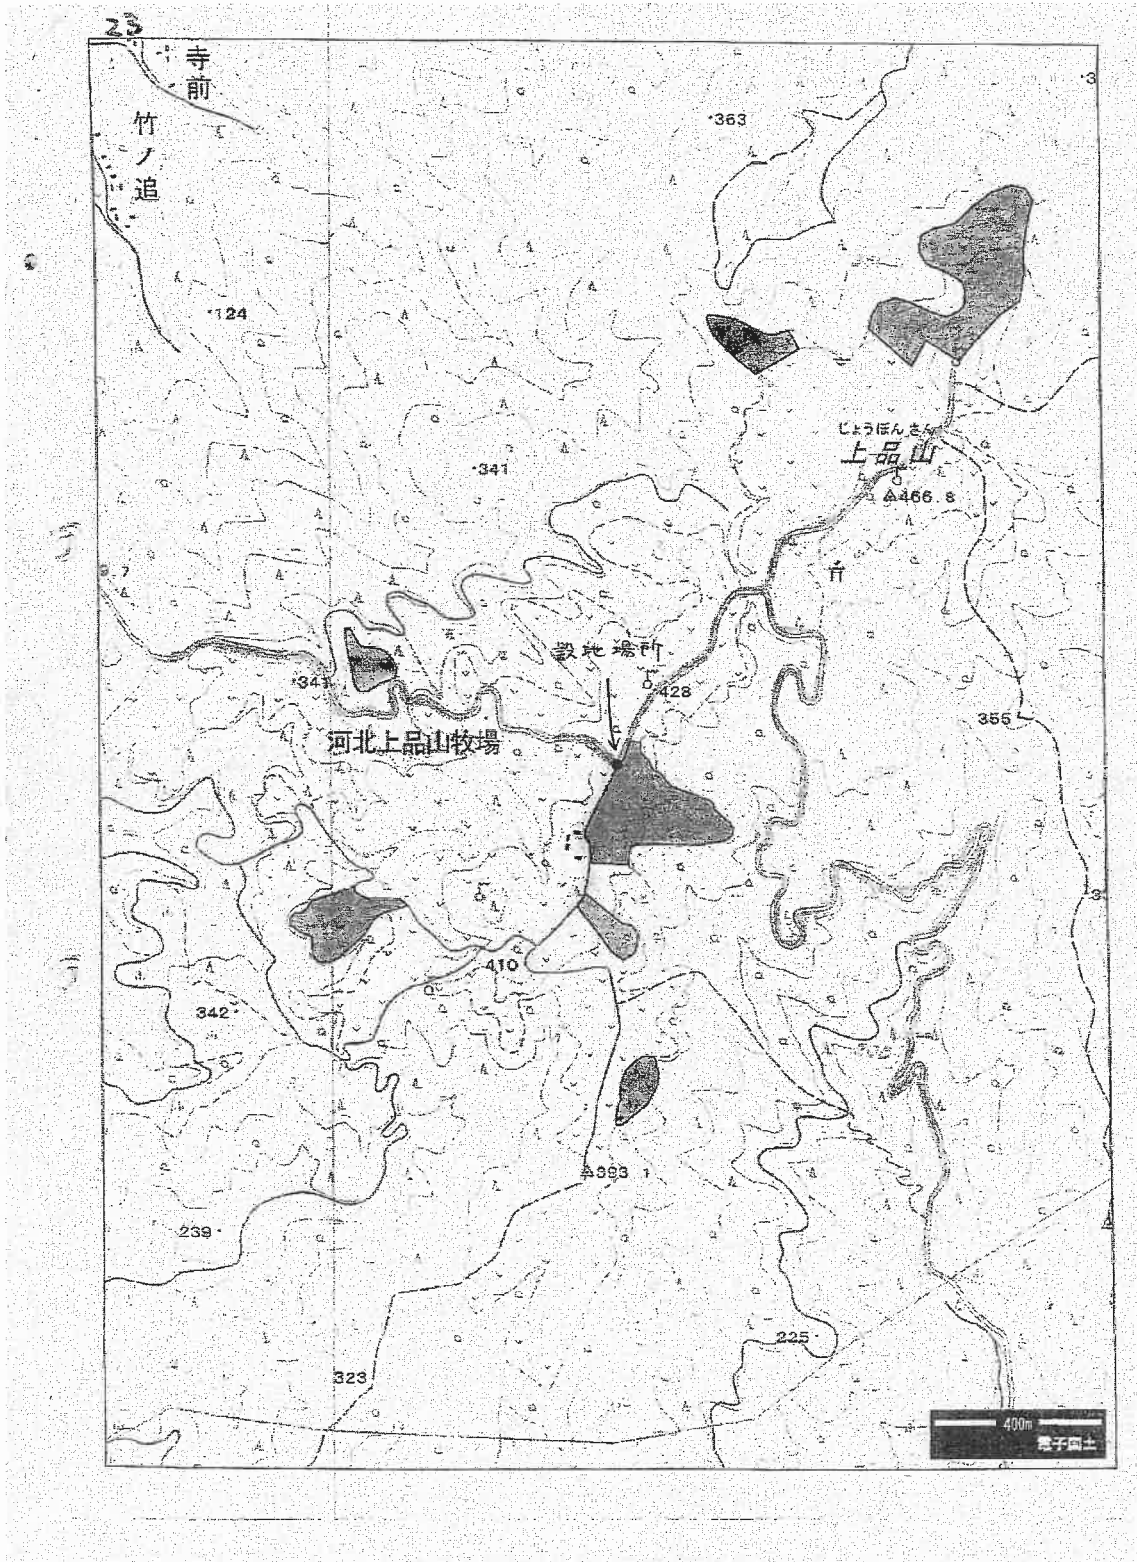 23
寺前
竹ノ追
・363
・124
・341
じょうぼんさん
上品山
466.8
設地場所
・341
・428
355
河北上品山牧場
410
342・
393.1
239・
225・
323
400m
電子国土